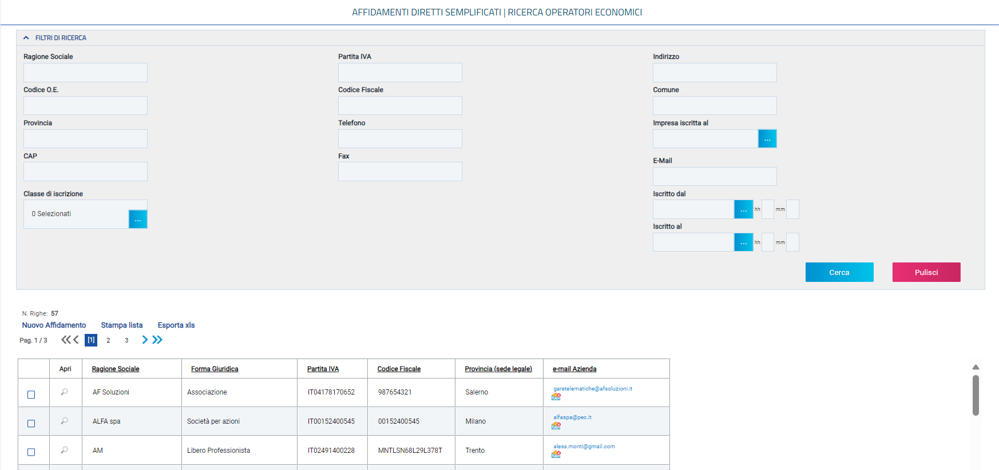 AFFIDAMENTI DIRETTI SEMPLIFICATI | RICERCA OPERATORI ECONOMICI
FILTRI DI RICERCA
Ragione Sociale Partita IVA Indirizzo
Codice O.E. Codice Fiscale Comune
Provincia Telefono Impresa iscritta al
...
CAP Fax
E-Mail
Classe di iscrizione Iscritto dal
0 Selezionati ... ... hh mm
Iscritto al
... hh mm
Cerca Pulisci
N. Righe: 57
Nuovo Affidamento Stampa lista Esporta xls
Pag. 1 / 3 [1] 2 3
Apri Ragione Sociale Forma Giuridica Partita IVA Codice Fiscale Provincia (sede legale) e-mail Azienda
AF Soluzioni Associazione IT04178170652 987654321 Salerno garetelematiche@afsoluzioni.it
ALFA spa Società per azioni IT00152400545 00152400545 Milano alfaspa@pec.it
AM Libero Professionista IT02491400228 MNTLSN68L29L378T Trento aless.monti@gmail.com